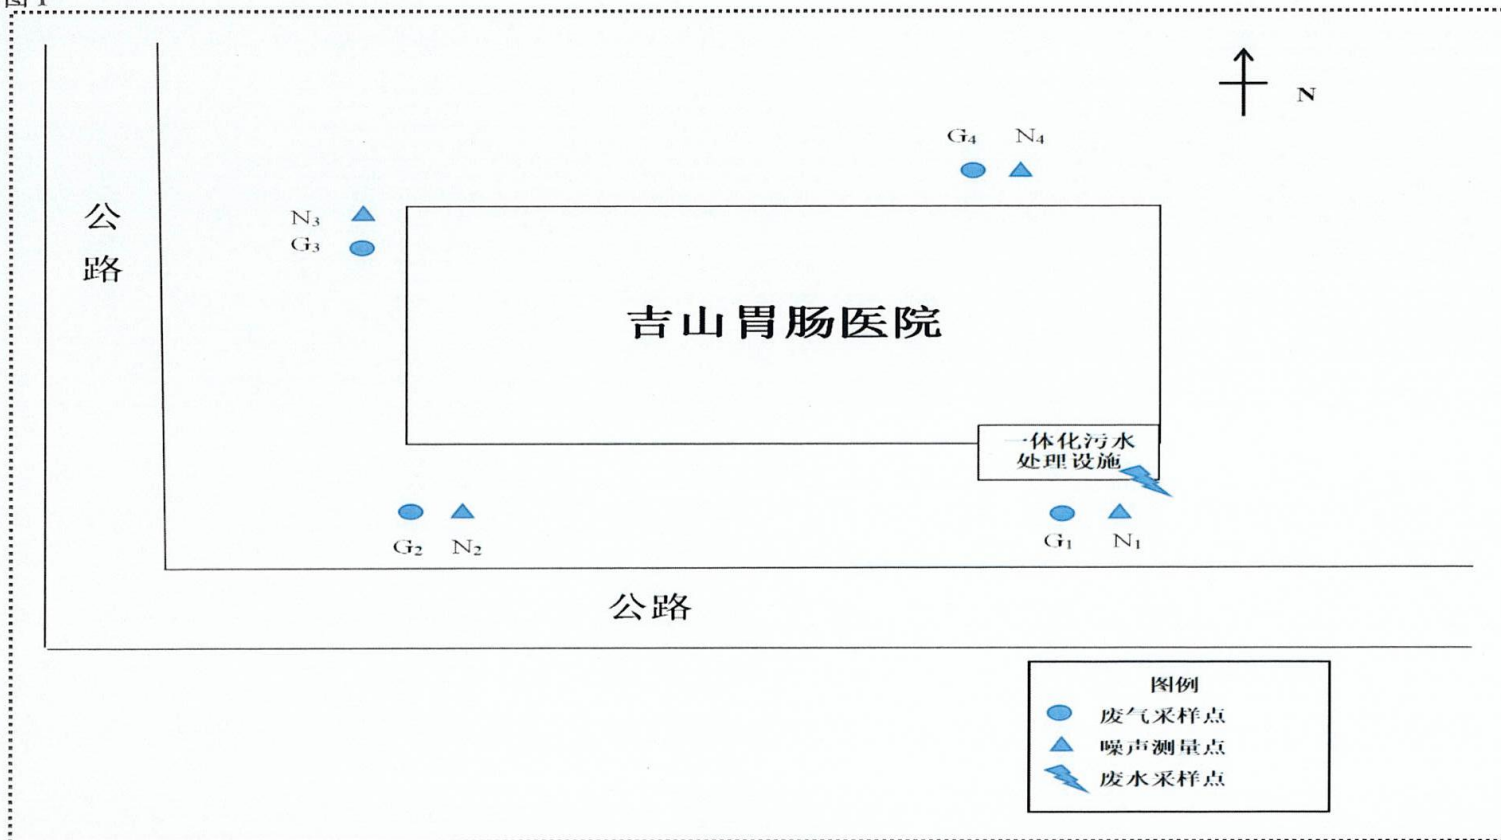 图1
N
G₄ N₄
公
路
N₃
G₃
吉山胃肠医院
一体化污水
处理设施
G₂ N₂
G₁ N₁
公路
图例
废气采样点
噪声测量点
废水采样点